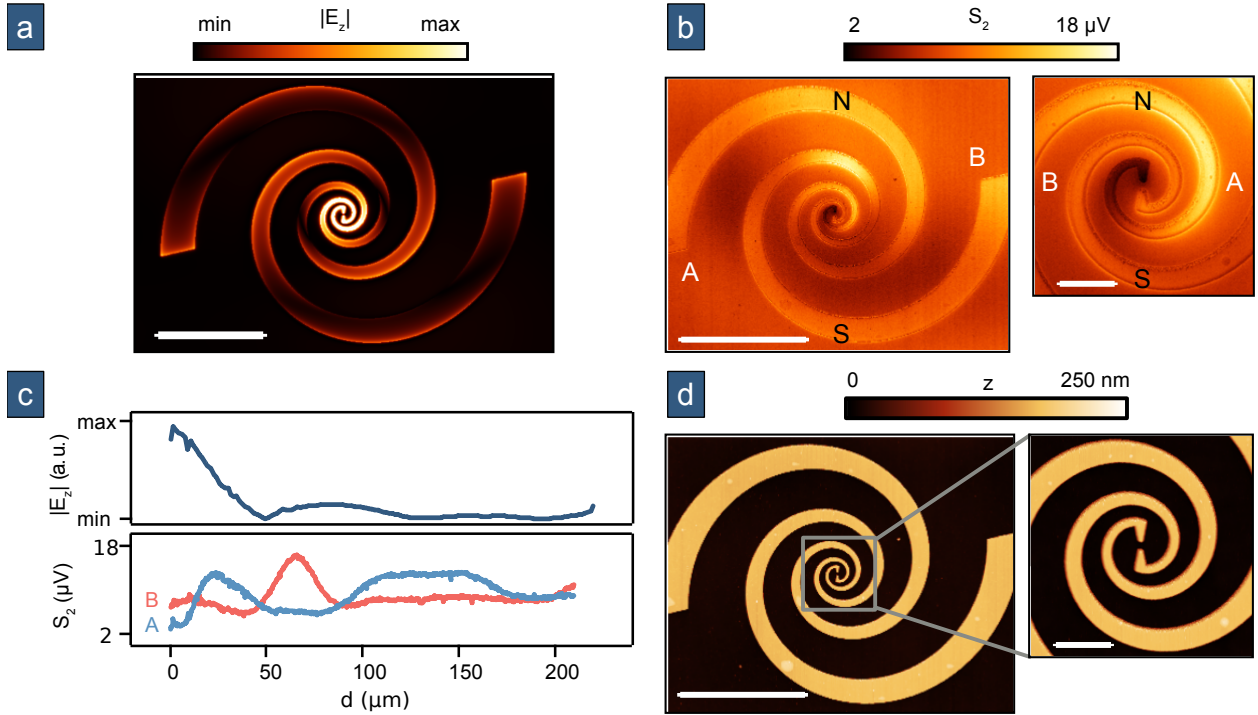 a
|E_z|
min max
b
S_2
2 18 µV
N
B
A
S
N
B A
S
c
max
|E_z| (a.u.)
min
18
S_2 (µV)
B
A
2
0 50 100 150 200
d (µm)
d
0 z 250 nm